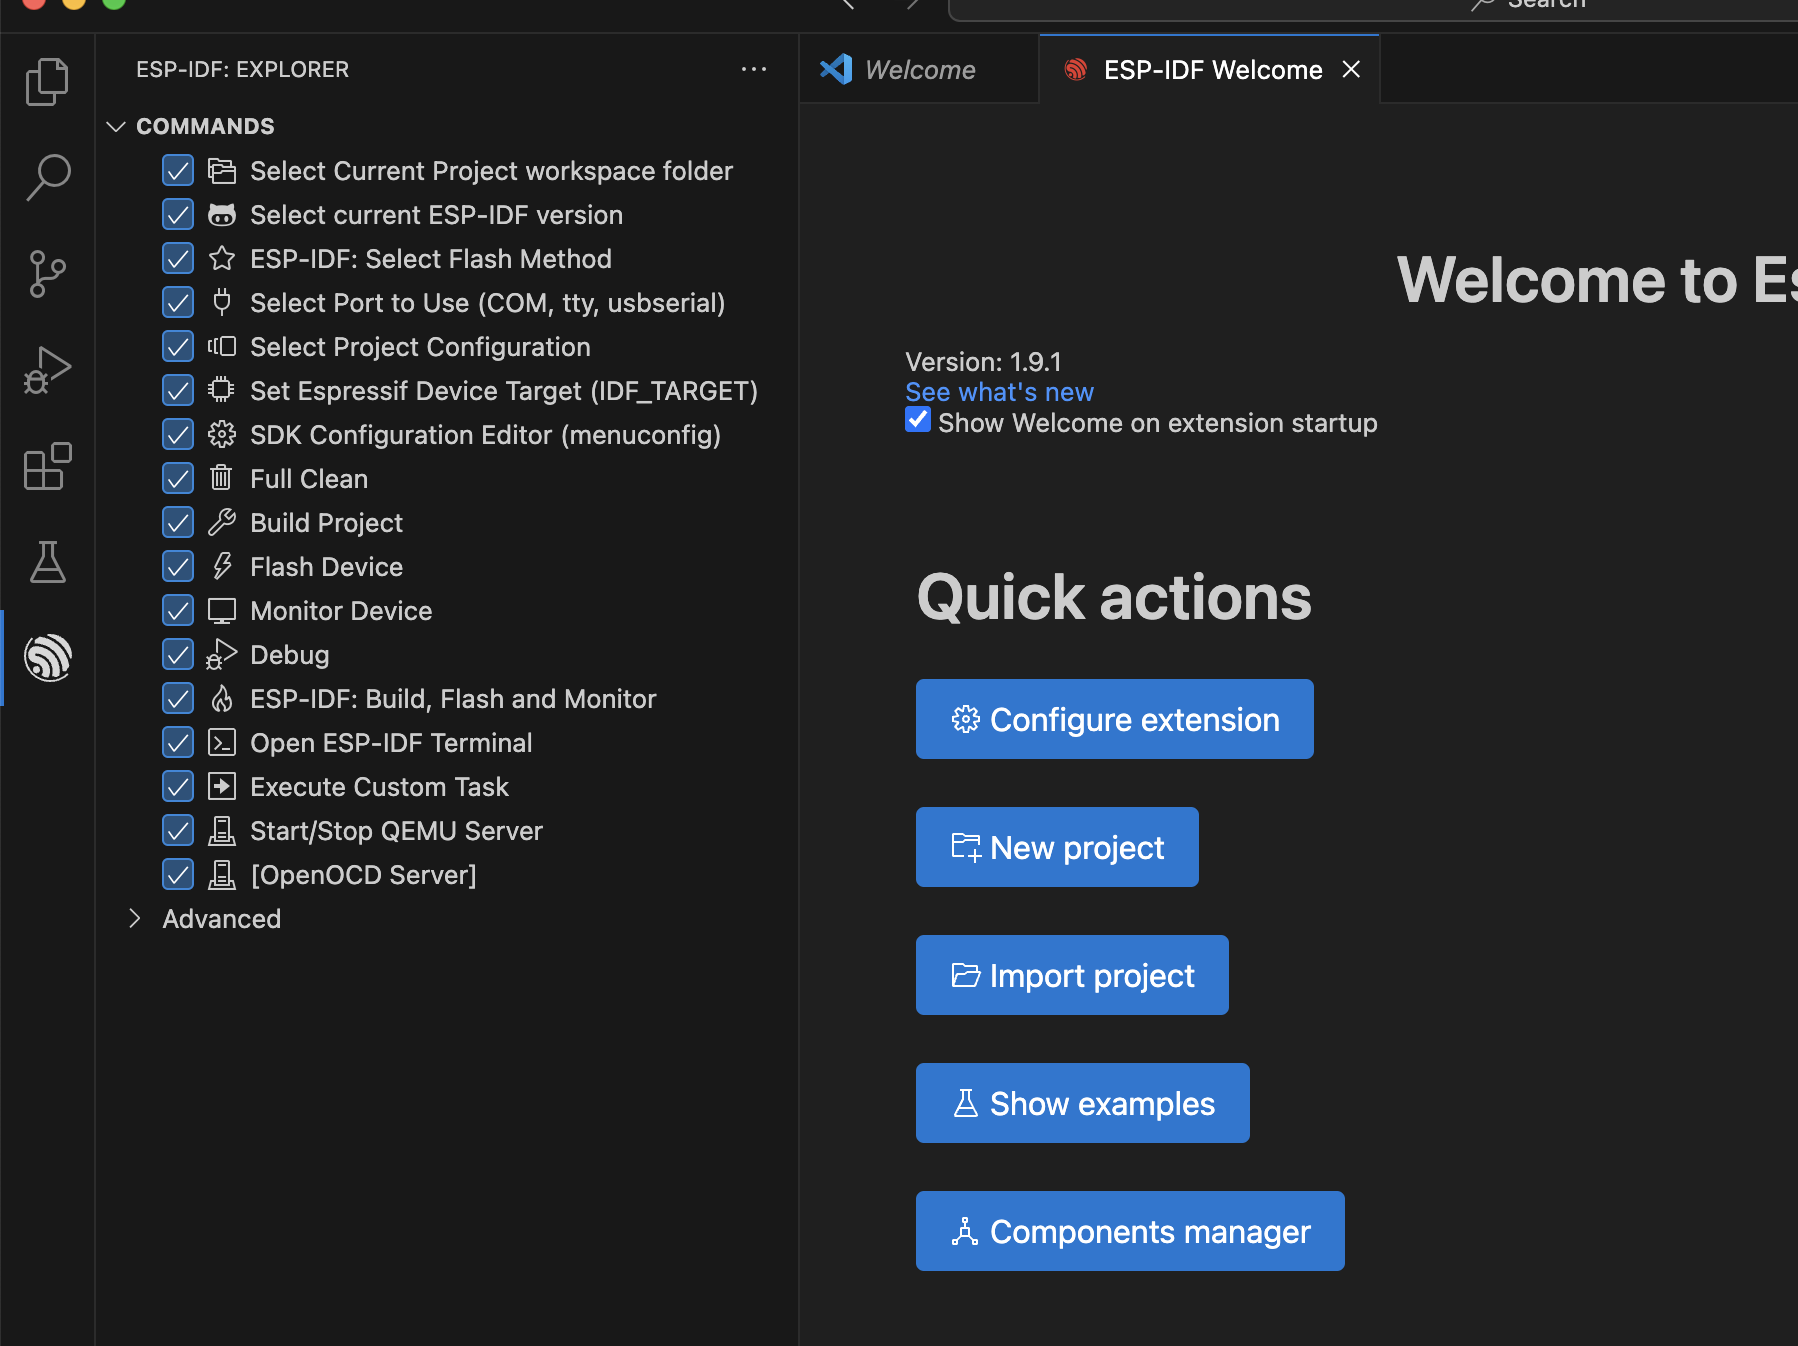 Search
ESP-IDF: EXPLORER
Welcome
ESP-IDF Welcome
COMMANDS
Select Current Project workspace folder
Select current ESP-IDF version
ESP-IDF: Select Flash Method
Select Port to Use (COM, tty, usbserial)
Select Project Configuration
Set Espressif Device Target (IDF_TARGET)
SDK Configuration Editor (menuconfig)
Full Clean
Build Project
Flash Device
Monitor Device
Debug
ESP-IDF: Build, Flash and Monitor
Open ESP-IDF Terminal
Execute Custom Task
Start/Stop QEMU Server
[OpenOCD Server]
Advanced
Welcome to Es
Version: 1.9.1
See what's new
Show Welcome on extension startup
Quick actions
Configure extension
New project
Import project
Show examples
Components manager